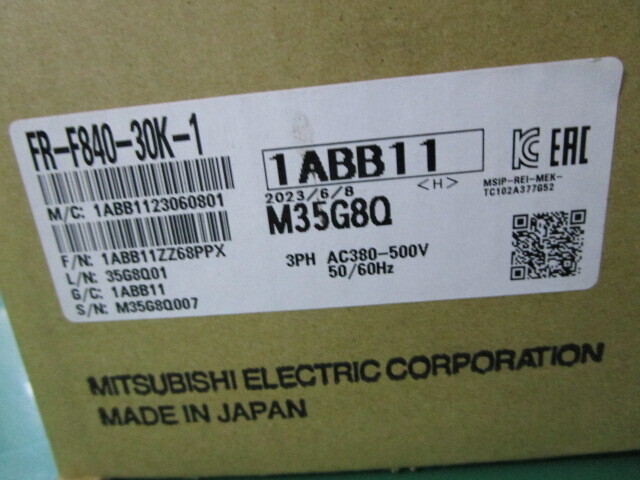 FR-F840-30K-1
M/C: 1ABB1123060801
F/N: 1ABB11ZZ68PPX
L/N: 35G8Q01
G/C: 1ABB11
S/N: M35G8Q007
1ABB11
2023/6/8 <H>
M35G8Q
3PH AC380-500V
50/60Hz
EAC
MSIP-REI-MEK-
TC102A377G52
MITSUBISHI ELECTRIC CORPORATION
MADE IN JAPAN